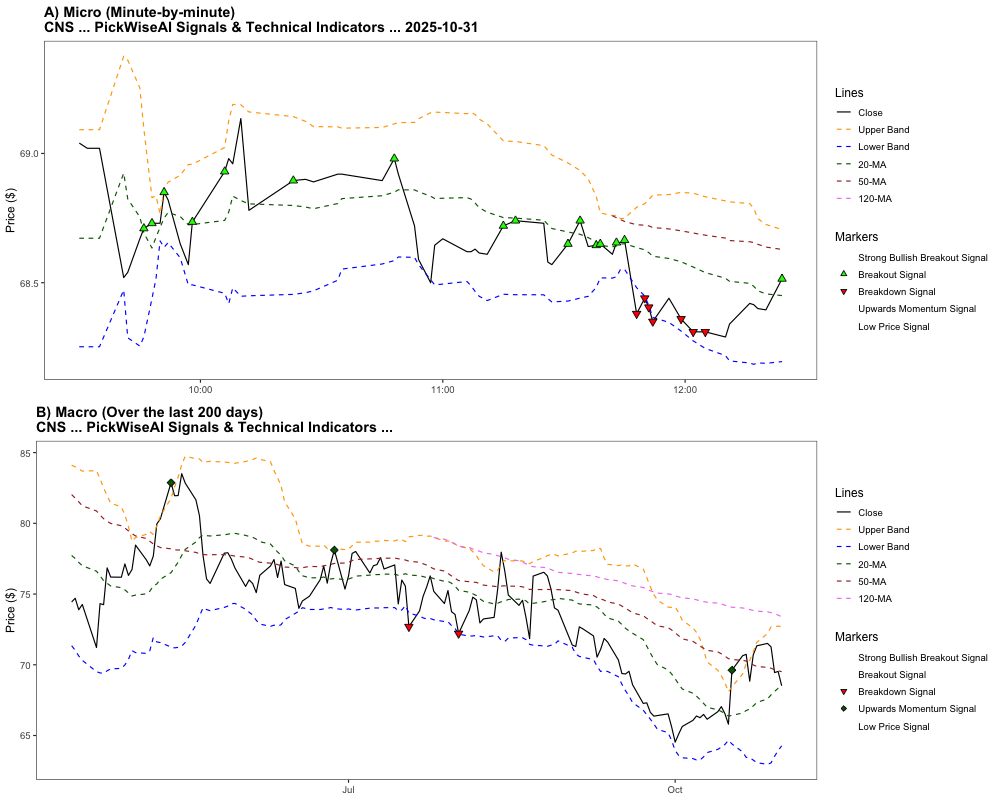 A) Micro (Minute-by-minute)
CNS ... PickWiseAI Signals & Technical Indicators ... 2025-10-31
Price ($)
69.0
68.5
10:00
11:00
12:00
Lines
Close
Upper Band
Lower Band
20-MA
50-MA
120-MA
Markers
Strong Bullish Breakout Signal
Breakout Signal
Breakdown Signal
Upwards Momentum Signal
Low Price Signal
B) Macro (Over the last 200 days)
CNS ... PickWiseAI Signals & Technical Indicators ...
Price ($)
85
80
75
70
65
Jul
Oct
Lines
Close
Upper Band
Lower Band
20-MA
50-MA
120-MA
Markers
Strong Bullish Breakout Signal
Breakout Signal
Breakdown Signal
Upwards Momentum Signal
Low Price Signal